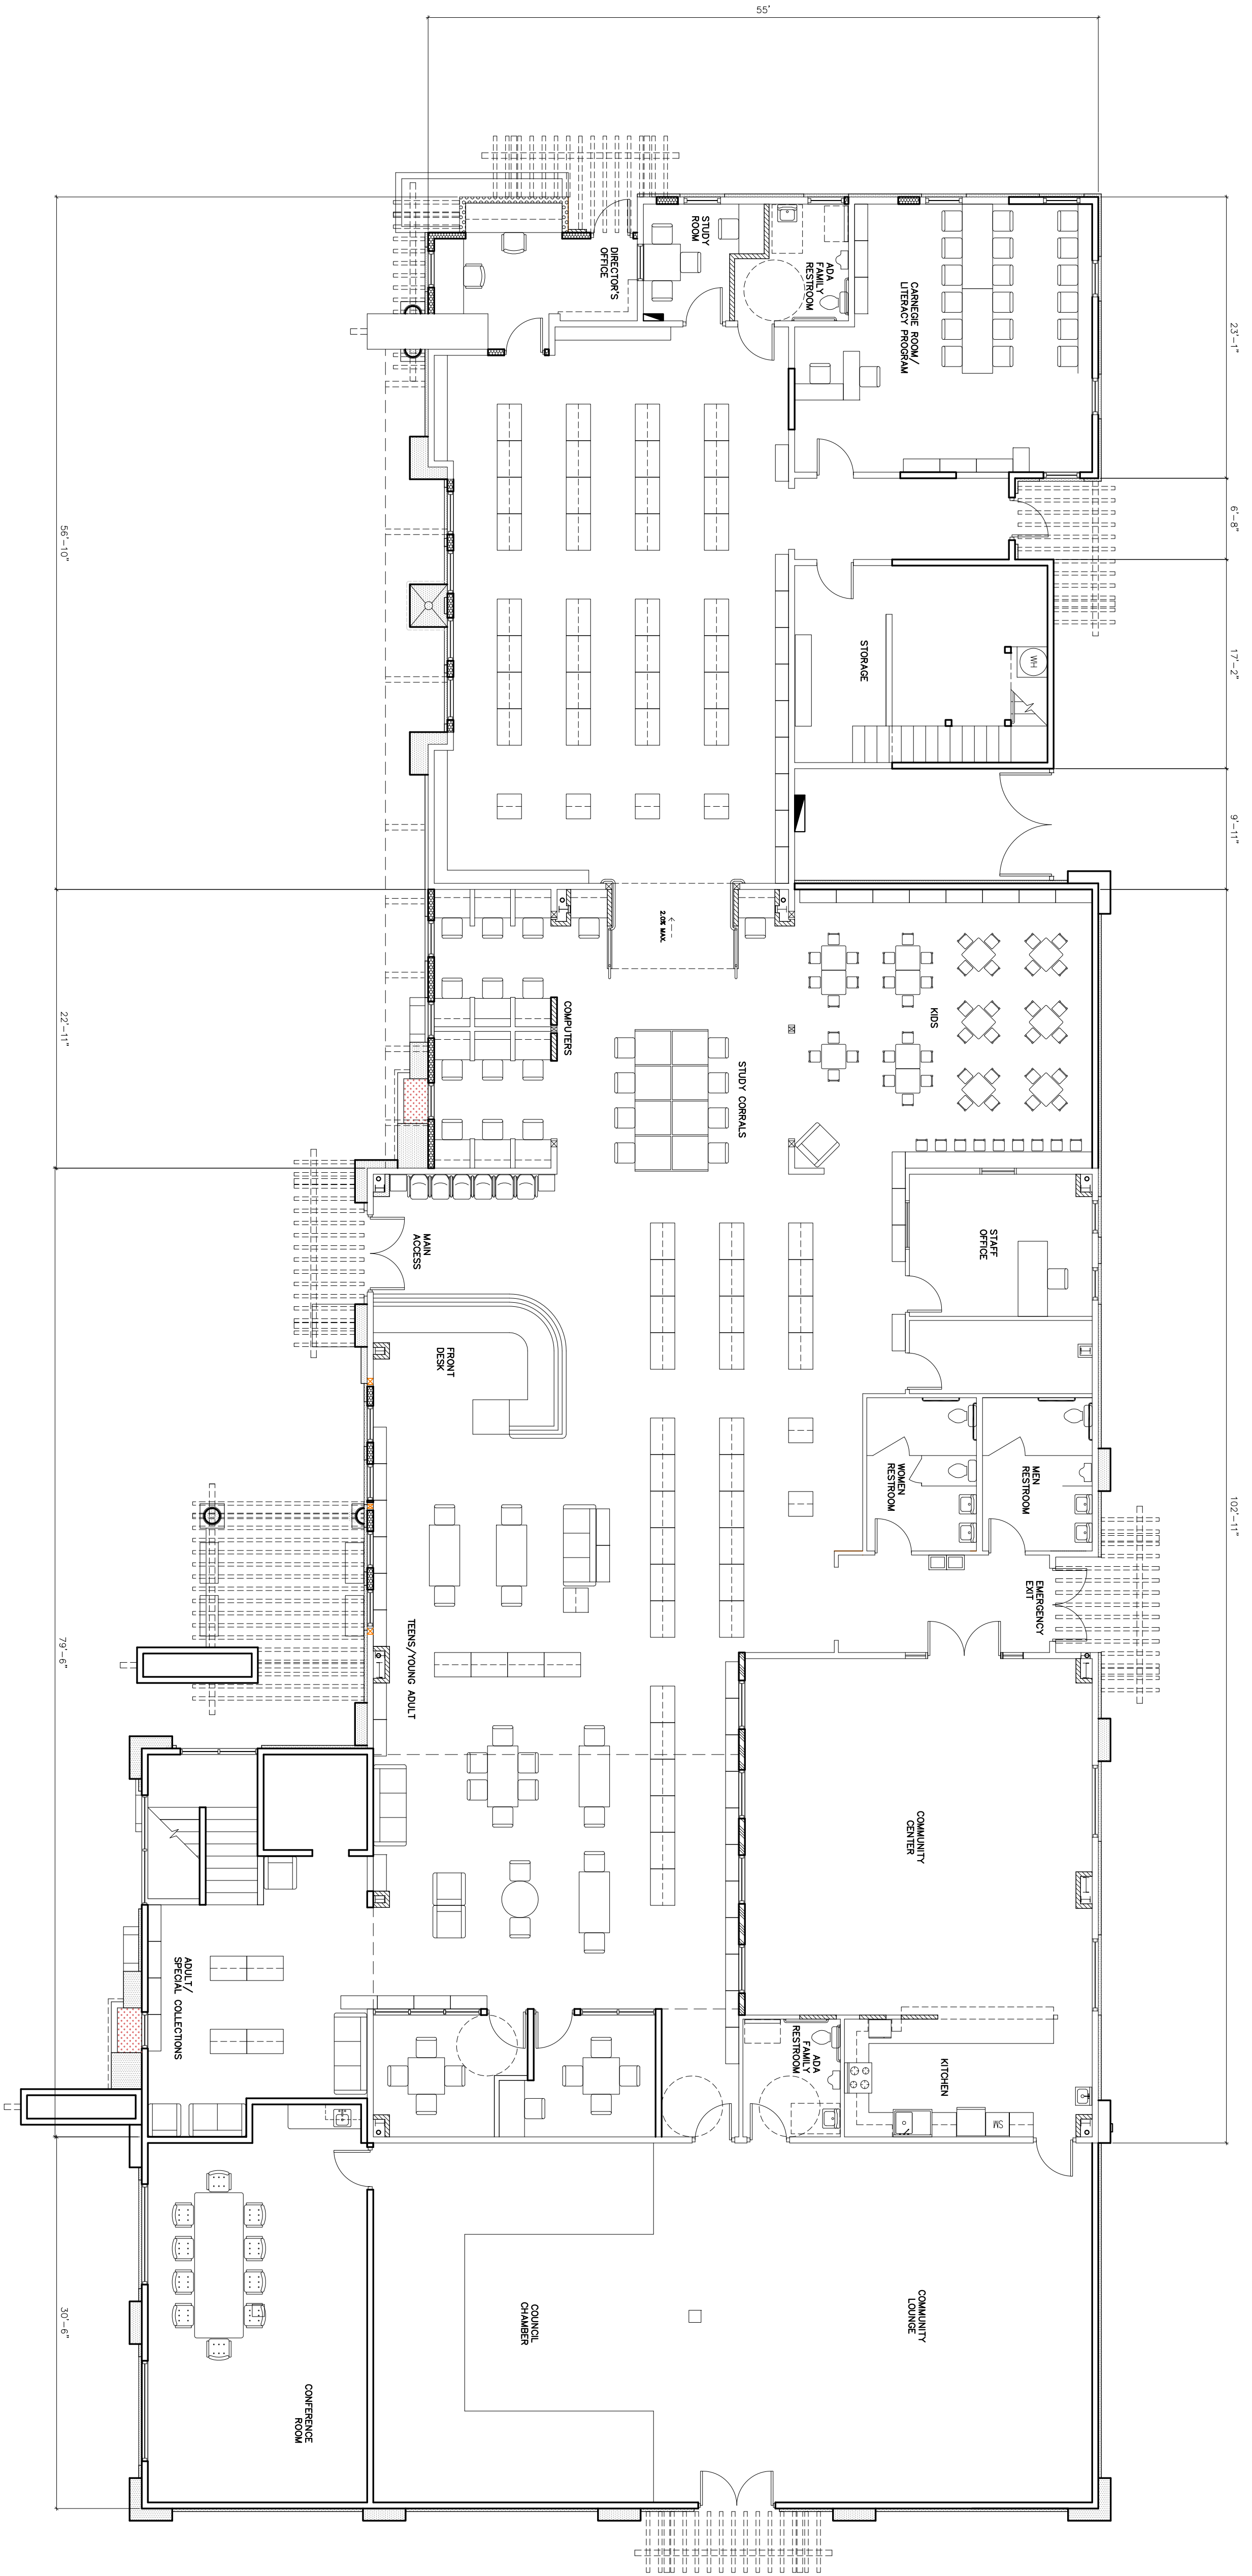 55'
23'-1"
6'-8"
17'-2"
9'-11"
102'-11"
56'-10"
22'-11"
79'-6"
30'-6"
STUDY
ROOM
DIRECTOR'S
OFFICE
ADA
FAMILY
RESTROOM
CARNEGIE ROOM/
LITERACY PROGRAM
STORAGE
WH
2.0% MAX.
COMPUTERS
STUDY CORRALS
KIDS
MAIN
ACCESS
STAFF
OFFICE
FRONT
DESK
WOMEN
RESTROOM
MEN
RESTROOM
EMERGENCY
EXIT
TEENS/YOUNG ADULT
COMMUNITY
CENTER
ADULT/
SPECIAL COLLECTIONS
ADA
FAMILY
RESTROOM
KITCHEN
SM
CONFERENCE
ROOM
COUNCIL
CHAMBER
COMMUNITY
LOUNGE